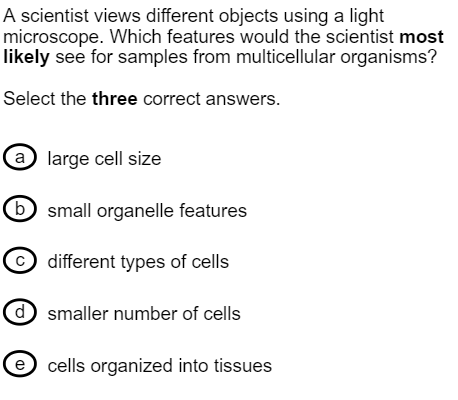 A scientist views different objects using a light
microscope. Which features would the scientist most
likely see for samples from multicellular organisms?
Select the three correct answers.
a large cell size
b small organelle features
c different types of cells
d smaller number of cells
e cells organized into tissues